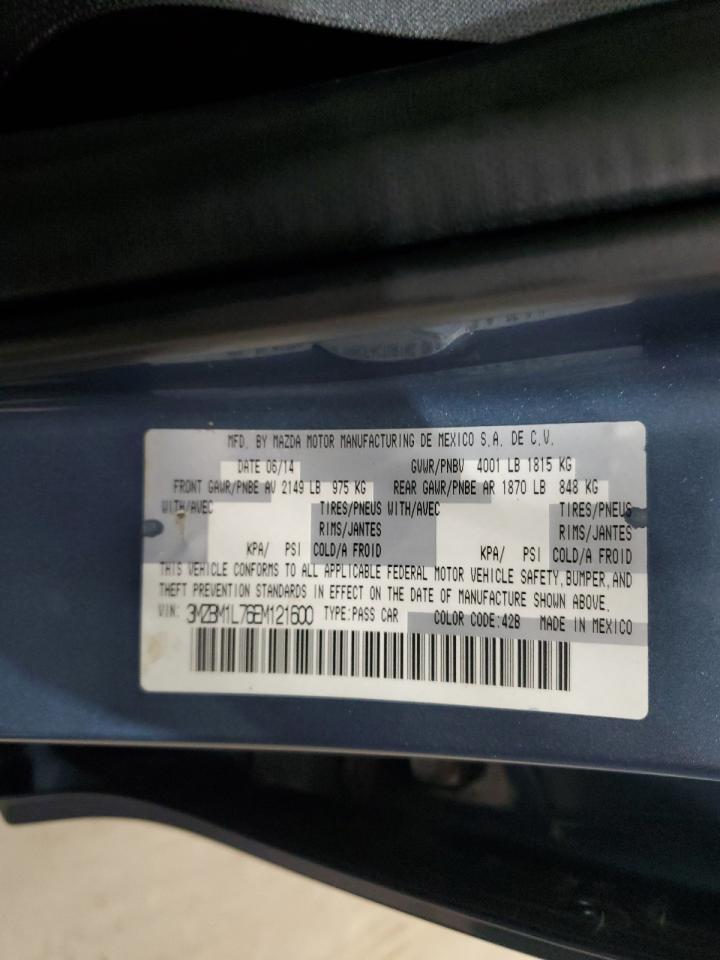 MFD. BY MAZDA MOTOR MANUFACTURING DE MEXICO S.A. DE C.V.
DATE 06/14 GVWR/PNBV 4001 LB 1815 KG
FRONT GAWR/PNBE AV 2149 LB 975 KG REAR GAWR/PNBE AR 1870 LB 848 KG
WITH/AVEC TIRES/PNEUS WITH/AVEC TIRES/PNEUS
RIMS/JANTES RIMS/JANTES
KPA/ PSI COLD/A FROID KPA/ PSI COLD/A FROID
THIS VEHICLE CONFORMS TO ALL APPLICABLE FEDERAL MOTOR VEHICLE SAFETY, BUMPER, AND
THEFT PREVENTION STANDARDS IN EFFECT ON THE DATE OF MANUFACTURE SHOWN ABOVE.
VIN: 3MZBM1L76EM121600 TYPE:PASS CAR COLOR CODE:42B MADE IN MEXICO